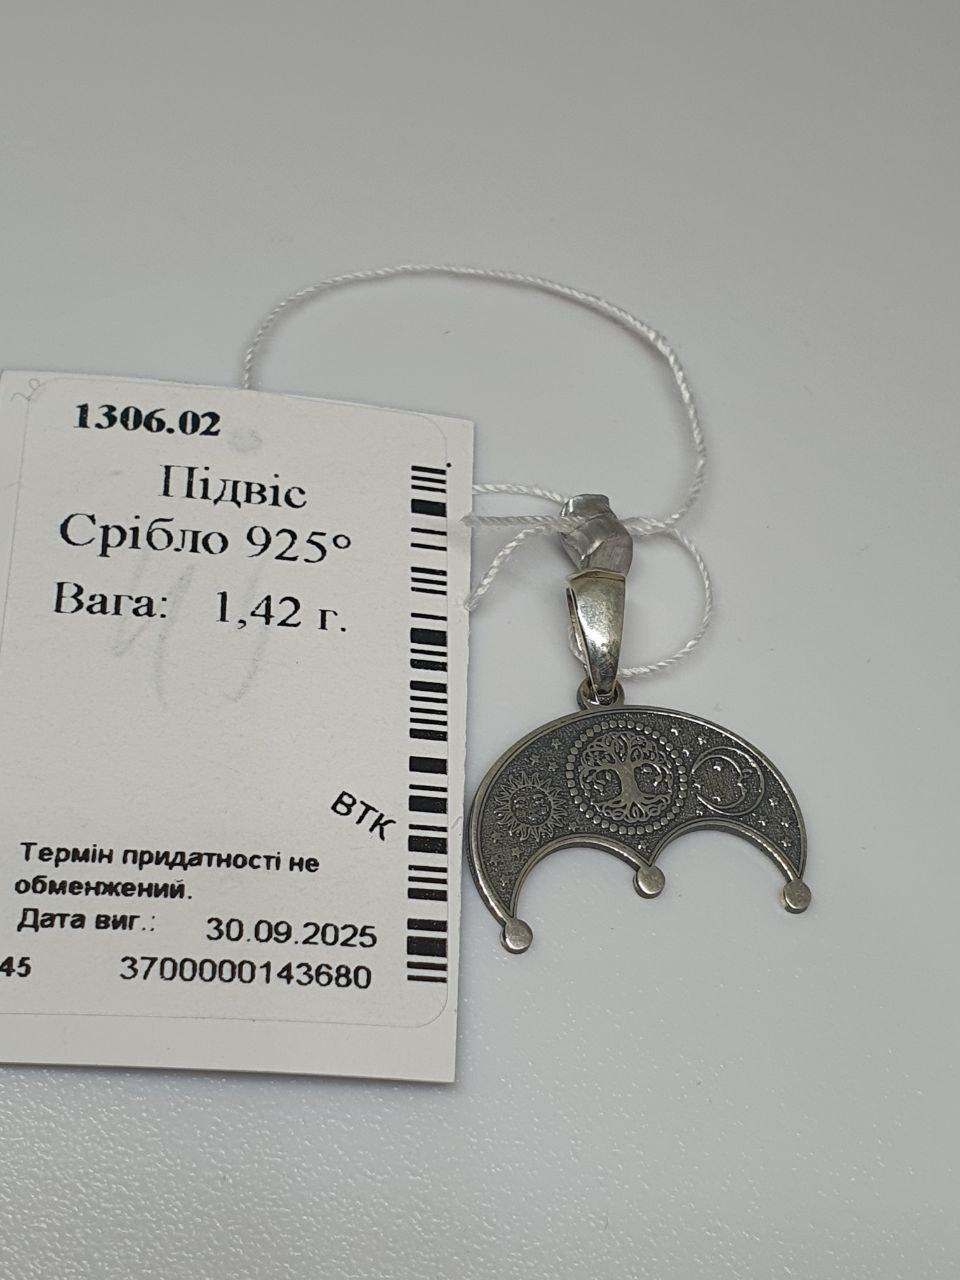 1306.02
Підвіс
Срібло 925°
Вага: 1,42 г.
ВТК
Термін придатності не
обменжений.
Дата виг.: 30.09.2025
45 3700000143680